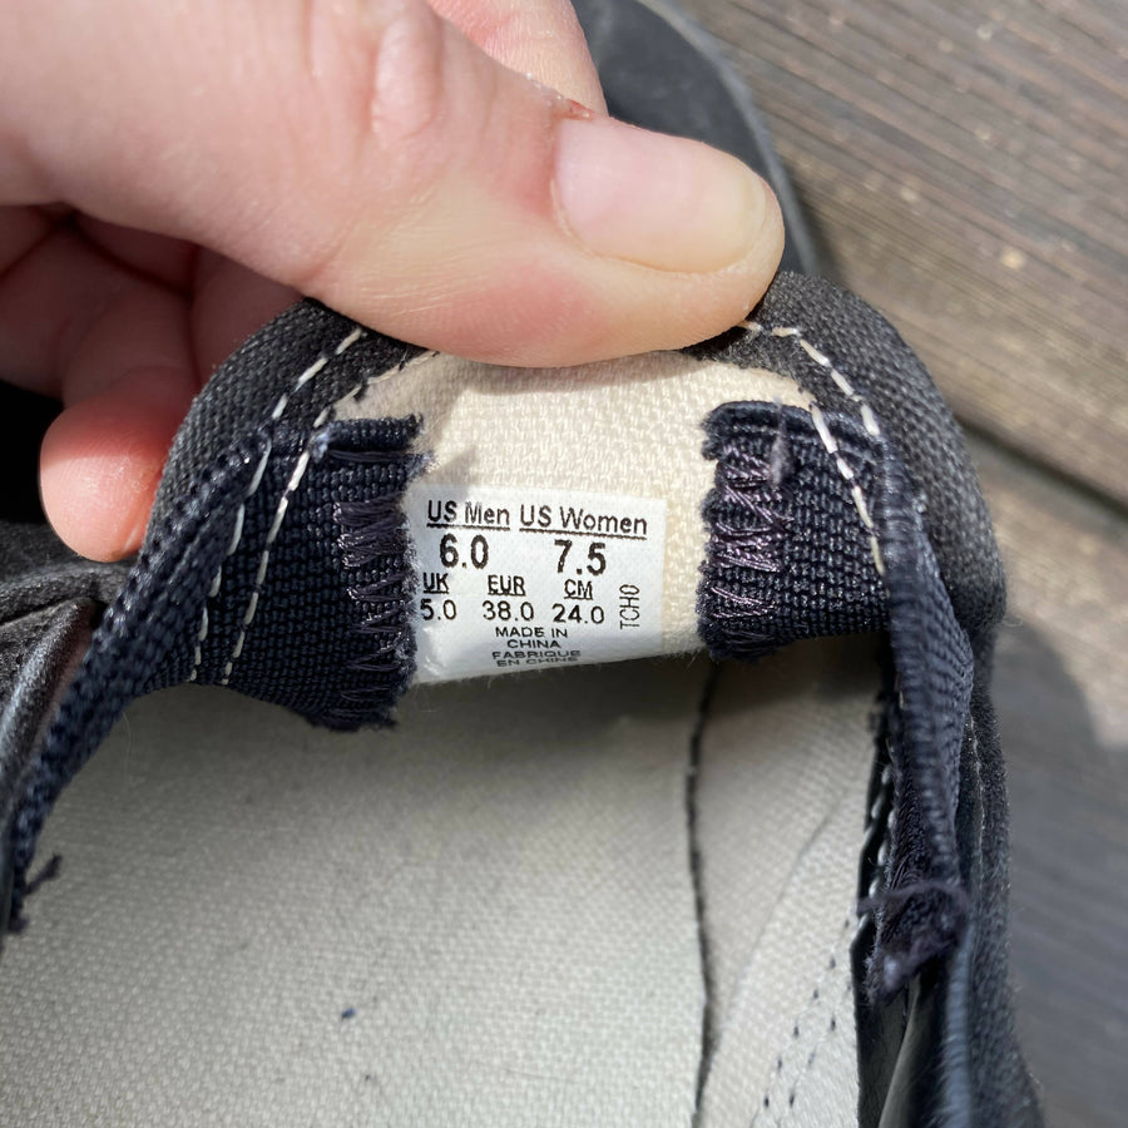 US Men US Women
6.0 7.5
UK EUR CM
5.0 38.0 24.0
TCH0
MADE IN
CHINA
FABRIQUE
EN CHINE